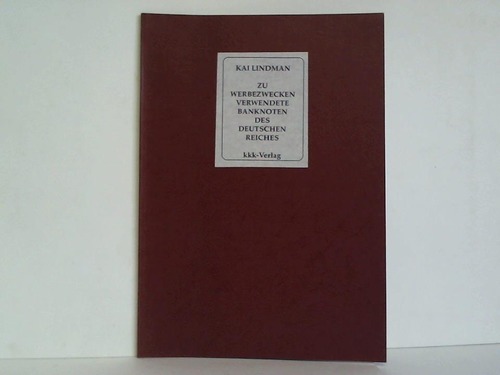 KAI LINDMAN
ZU
WERBEZWECKEN
VERWENDETE
BANKNOTEN
DES
DEUTSCHEN
REICHES
kkk-Verlag